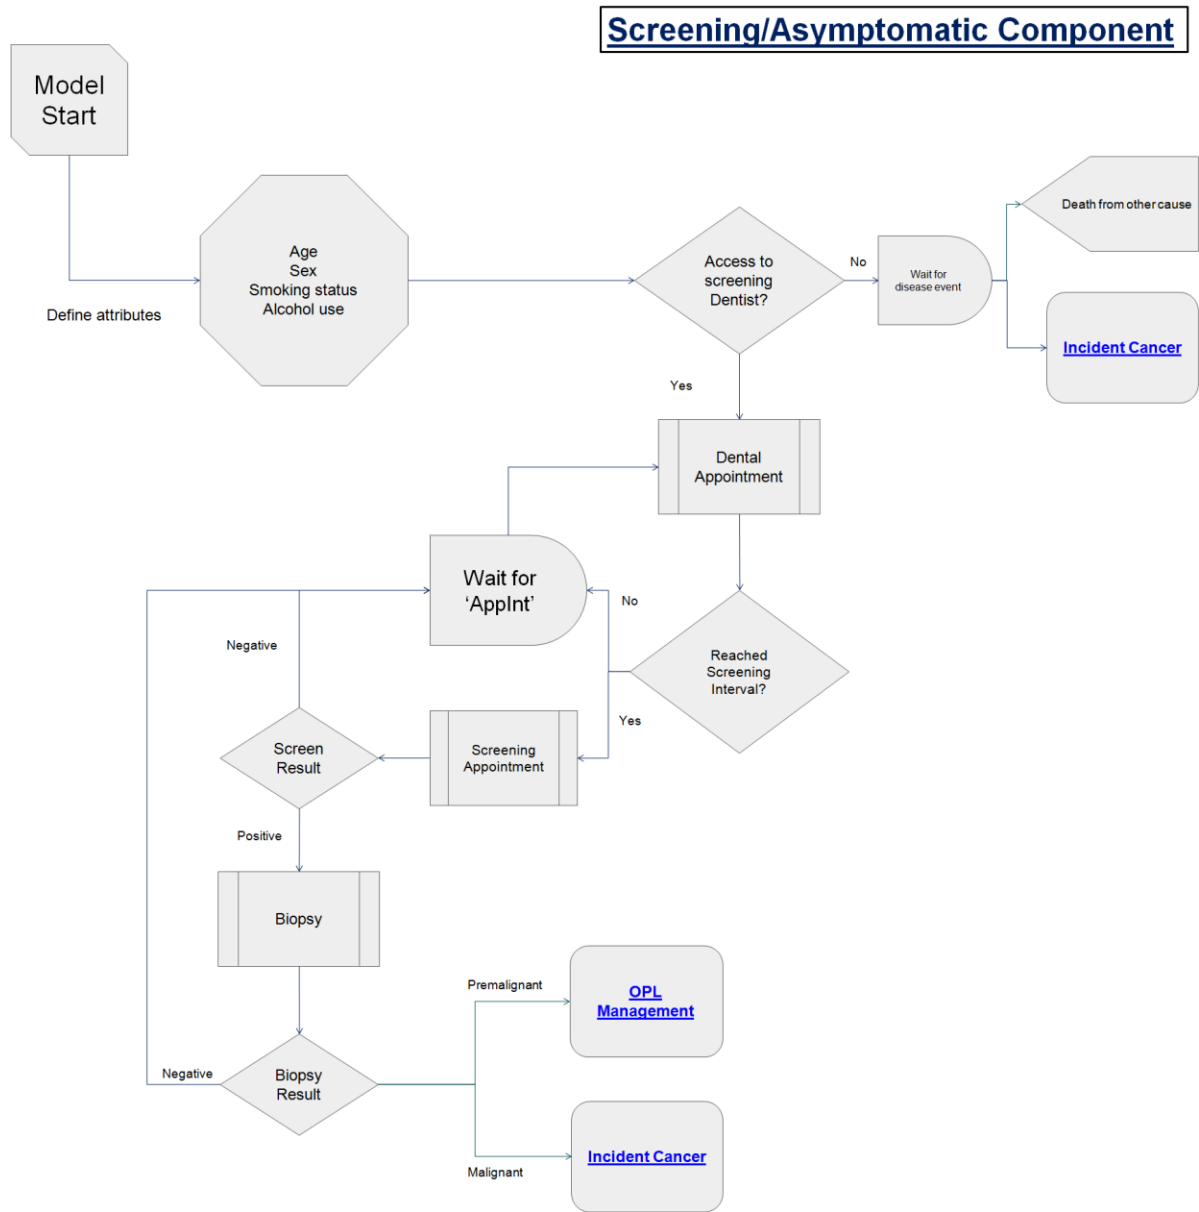 Screening/Asymptomatic Component
Model
Start
Define attributes
Age
Sex
Smoking status
Alcohol use
Access to
screening
Dentist?
No
Wait for
disease event
Death from other cause
Incident Cancer
Yes
Dental
Appointment
Wait for
‘AppInt’
No
Reached
Screening
Interval?
Yes
Negative
Screening
Appointment
Screen
Result
Positive
Biopsy
Biopsy
Result
Negative
Premalignant
OPL
Management
Malignant
Incident Cancer